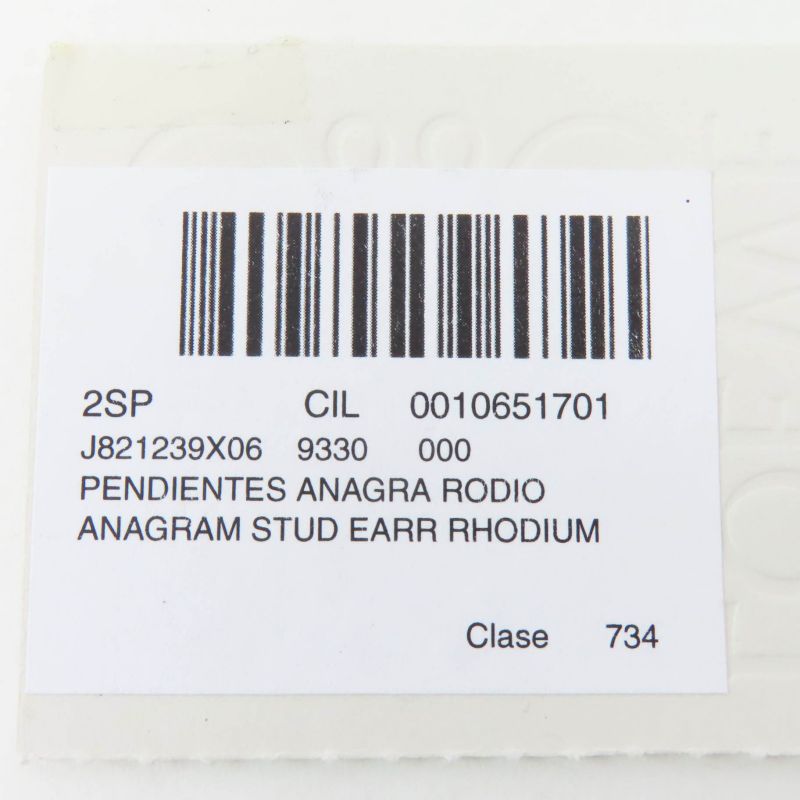 2SP CIL 0010651701
J821239X06 9330 000
PENDIENTES ANAGRA RODIO
ANAGRAM STUD EARR RHODIUM
Clase 734